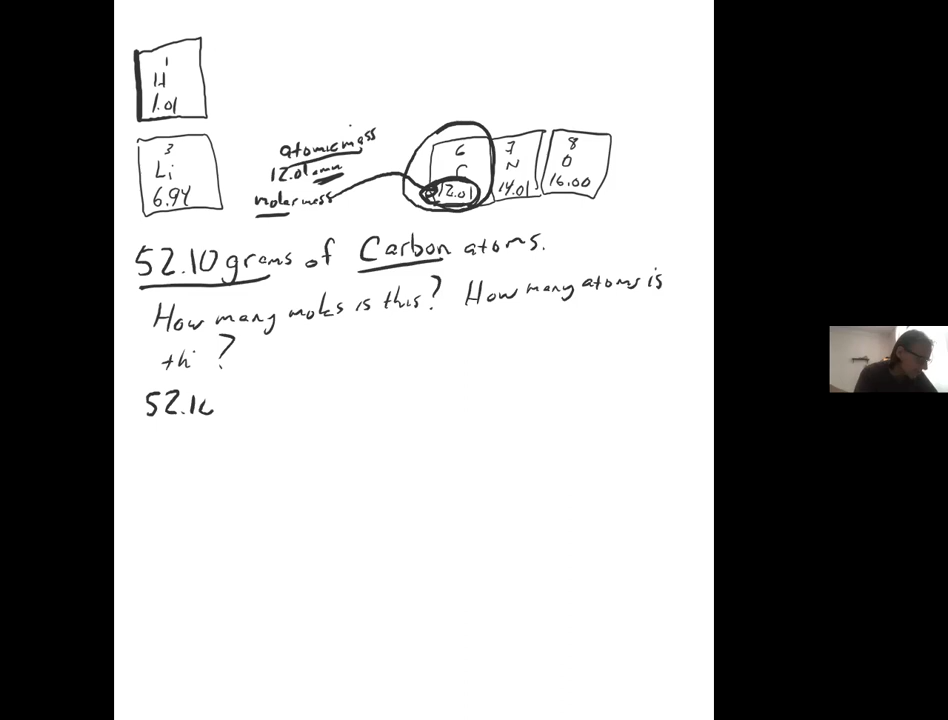 1
H
1.01
3
Li
6.94
atomic mass
12.01 amu
molar mass
6
C
12.01
7
N
14.01
8
O
16.00
52.10 grams of Carbon atoms.
How many moles is this? How many atoms is
thi ?
52.10